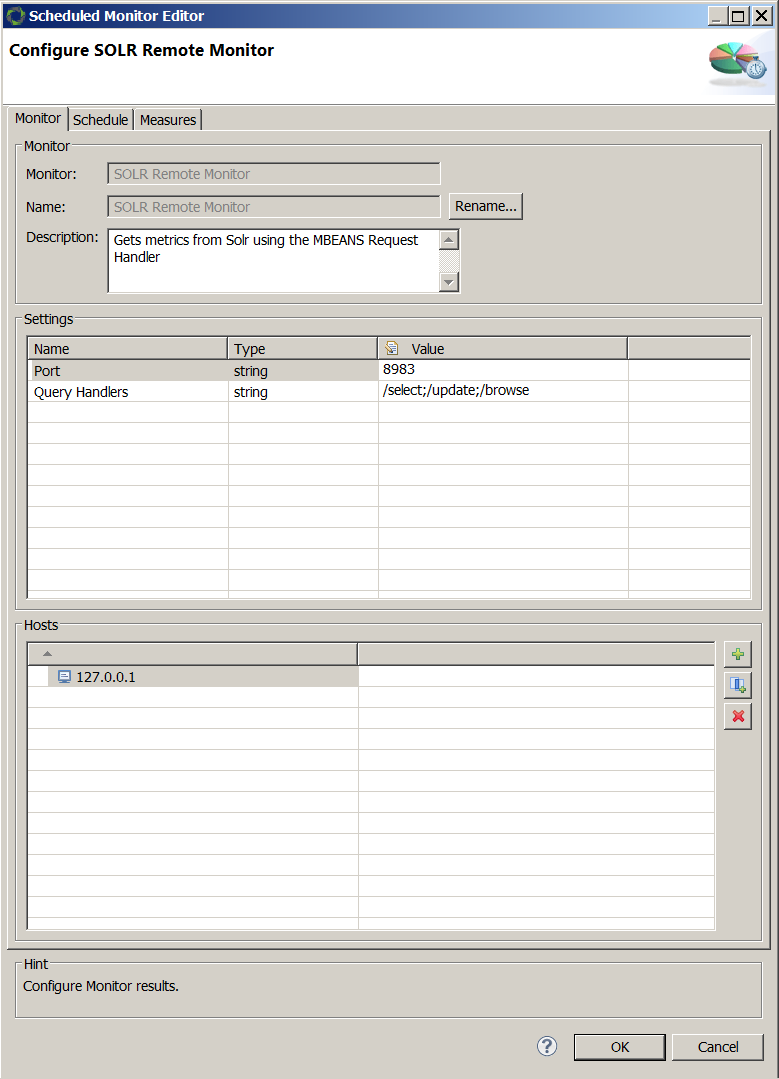 Scheduled Monitor Editor
Configure SOLR Remote Monitor
Monitor Schedule Measures
Monitor
Monitor: SOLR Remote Monitor
Name: SOLR Remote Monitor Rename...
Description: Gets metrics from Solr using the MBEANS Request
Handler
Settings
Name Type Value
Port string 8983
Query Handlers string /select;/update;/browse
Hosts
127.0.0.1
Hint
Configure Monitor results.
? OK Cancel